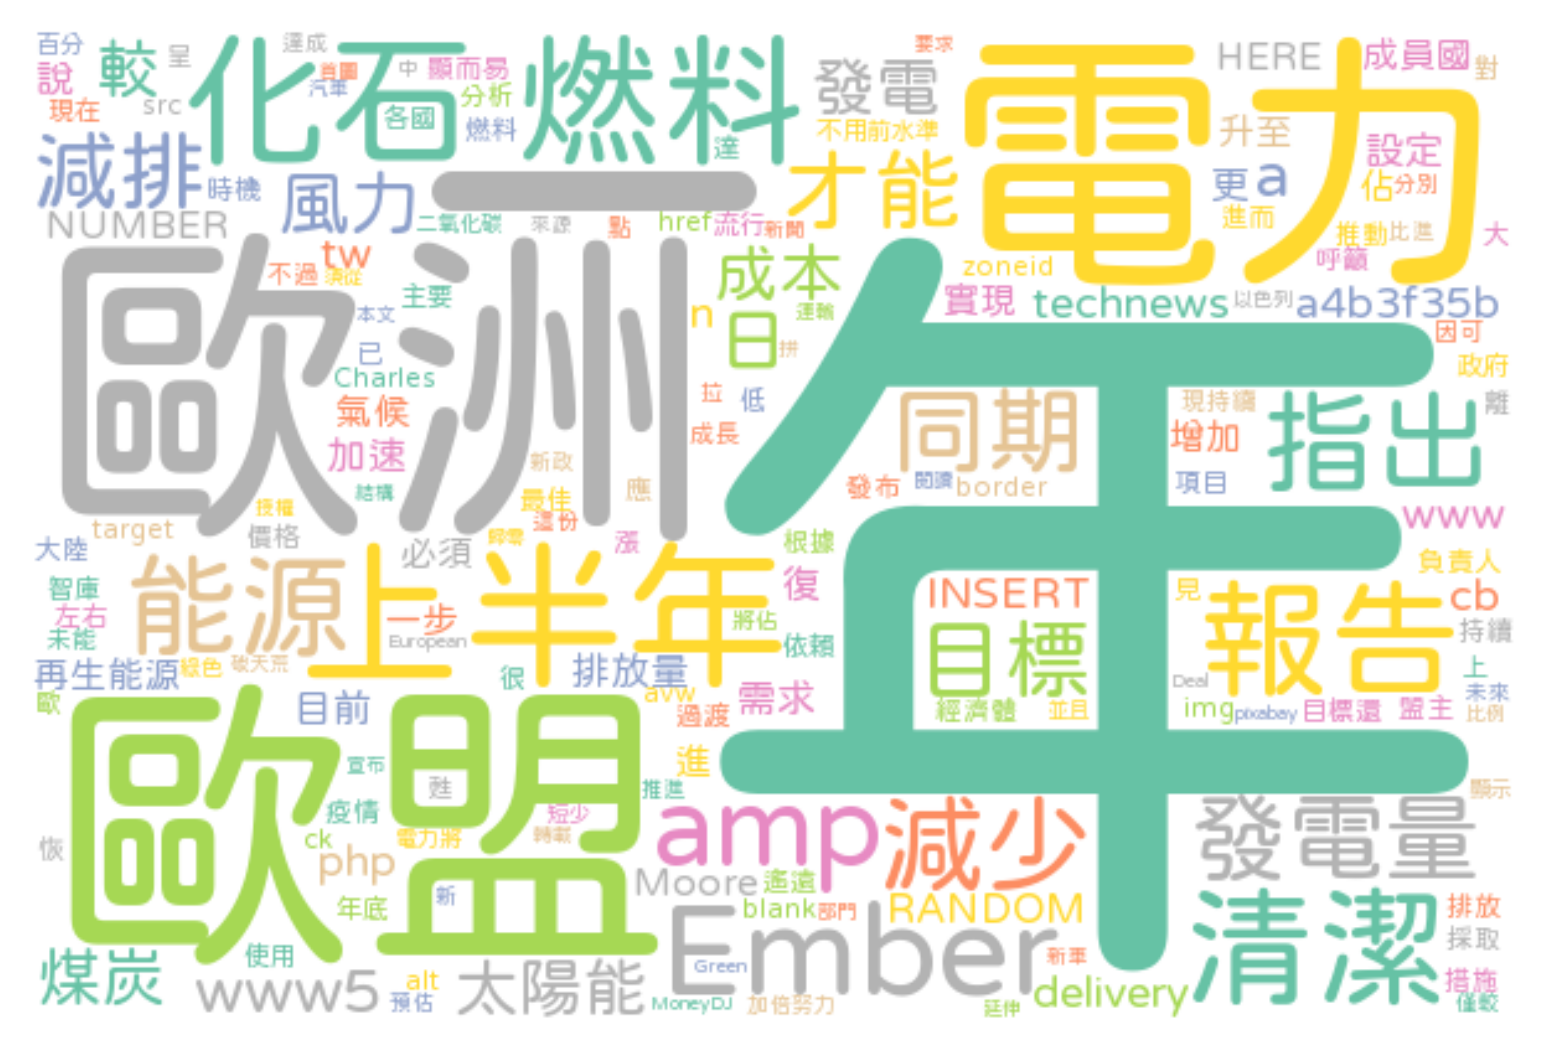 百分
達成
要求
說
較
呈
化石燃料
首圖
中
顯而易
發電
電力
HERE
成員國
對
現在
src
汽車
各國
分析
燃料
達
不用前水準
升至
設定
減排
時機
風力
一
才能
更
a
佔
分別
NUMBER
二氧化碳
來源
點
href
流行
新聞
進而
推動
比進
大
歐洲
不過
tw
須從
主要
成本
zoneid
呼籲
本文
n
日
運輸
實現
technews
以色列
a4b3f35b
已
拼
年
因可
政府
Charles
氣候
拉
低
同期
現持續
指出
離
加速
成長
增加
新政
結構
最佳
應
發布
閱讀
border
項目
授權
這份
www
target
價格
歸零
漲
根據
大陸
必須
負責人
智庫
能源
上半年
復
INSERT
見
報告
cb
左右
一步
將佔
目標
持續
未能
European
依賴
再生能源
綠色
破天荒
很
排放量
上
Deal
未來
歐
目前
avw
需求
經濟體
並且
img
pixabay
目標還
盟主
比例
歐盟
過渡
宣布
進
甦
推進
顯示
疫情
短少
amp
減少
發電量
ck
電力將
轉載
恢
php
Moore
遙遠
清潔
新
年底
blank
部門
RANDOM
排放
Ember
採取
使用
新車
煤炭
www5
alt
太陽能
Green
delivery
措施
預估
MoneyDJ
加倍努力
延伸
僅較